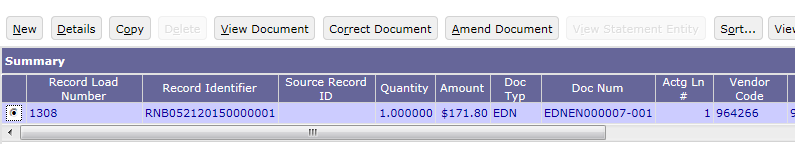 New Details Copy Delete View Document Correct Document Amend Document View Statement Entity Sort... View
Summary
Record Load Number Record Identifier Source Record ID Quantity Amount Doc Typ Doc Num Actg Ln # Vendor Code
1308 RNB052120150000001 1.000000 $171.80 EDN EDNEN000007-001 1 964266